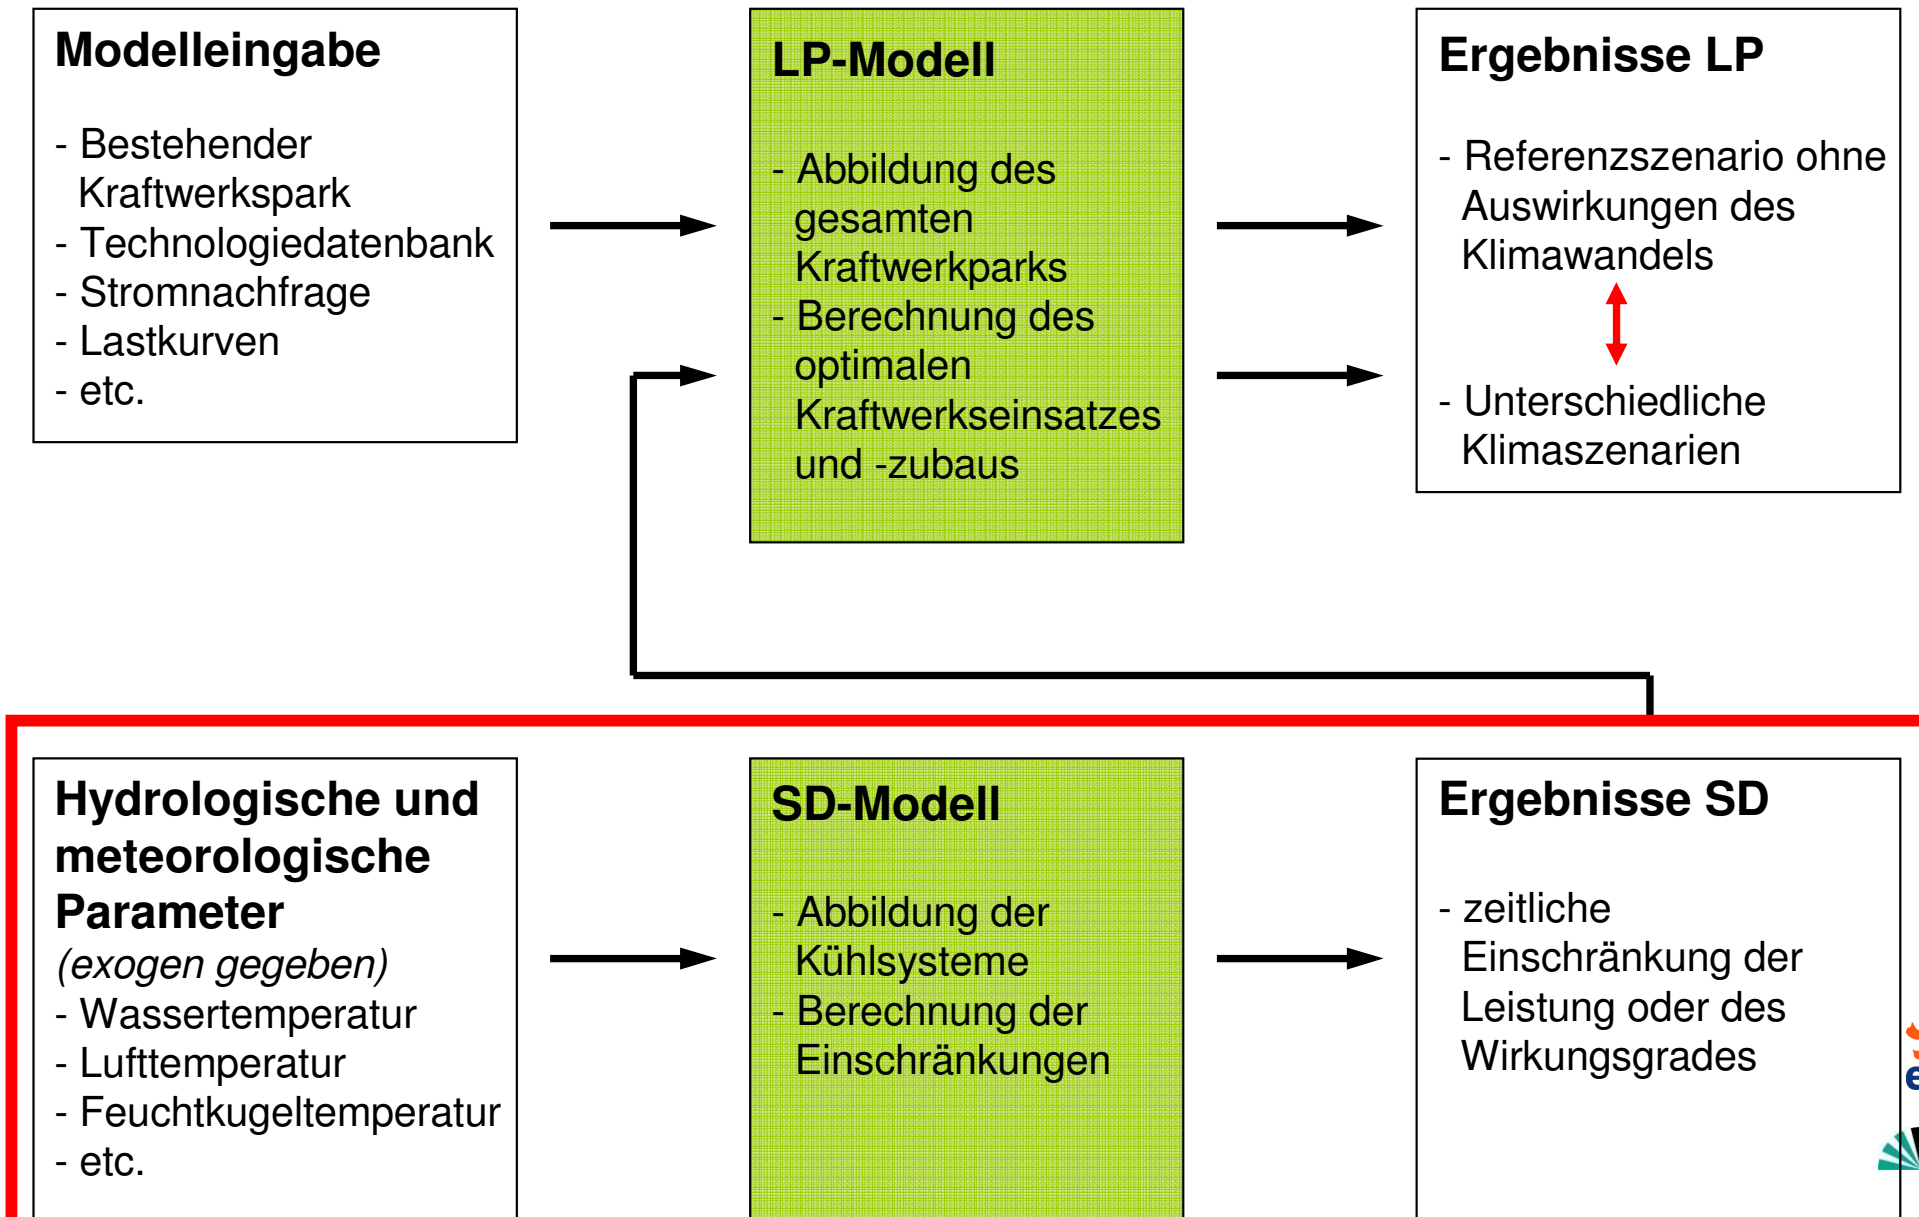 Modelleingabe
- Bestehender
Kraftwerkspark
- Technologiedatenbank
- Stromnachfrage
- Lastkurven
- etc.
LP-Modell
- Abbildung des
gesamten
Kraftwerkparks
- Berechnung des
optimalen
Kraftwerkseinsatzes
und -zubaus
Ergebnisse LP
- Referenzszenario ohne
Auswirkungen des
Klimawandels
- Unterschiedliche
Klimaszenarien
Hydrologische und
meteorologische
Parameter
(exogen gegeben)
- Wassertemperatur
- Lufttemperatur
- Feuchtkugeltemperatur
- etc.
SD-Modell
- Abbildung der
Kühlsysteme
- Berechnung der
Einschränkungen
Ergebnisse SD
- zeitliche
Einschränkung der
Leistung oder des
Wirkungsgrades